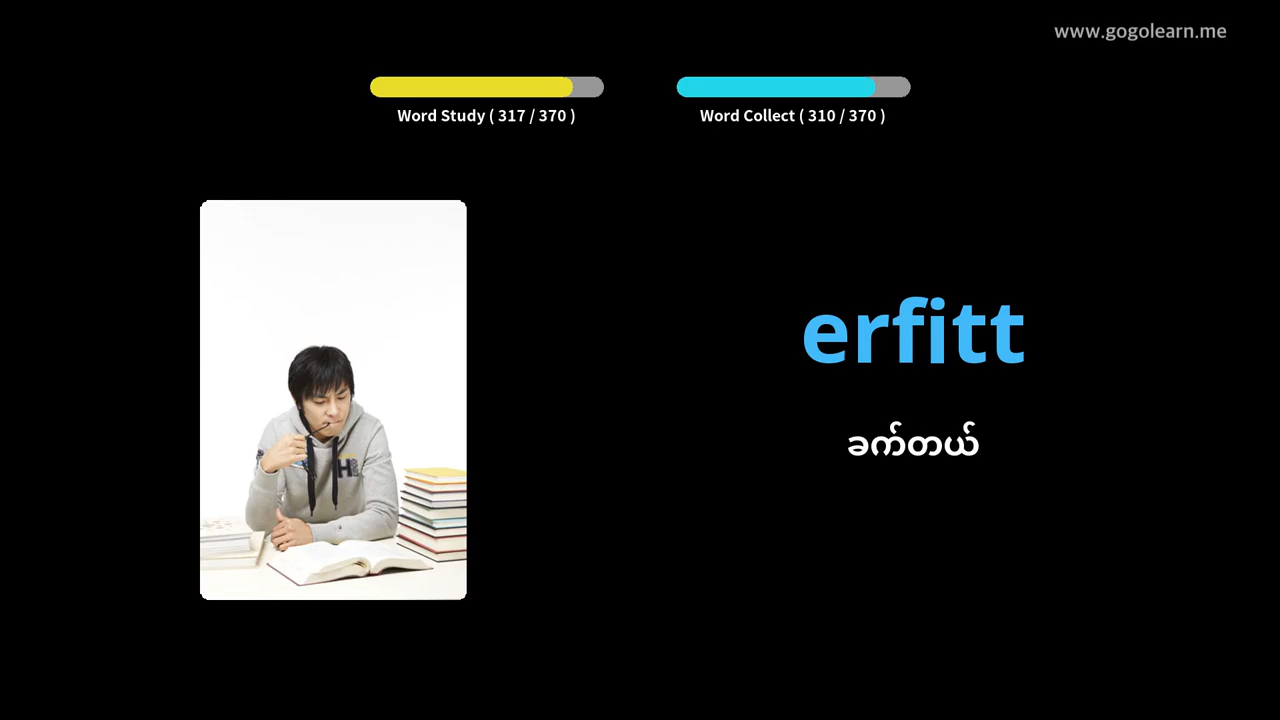 www.gogolearn.me
Word Study ( 317 / 370 )
Word Collect ( 310 / 370 )
erfitt
ခက်တယ်
H